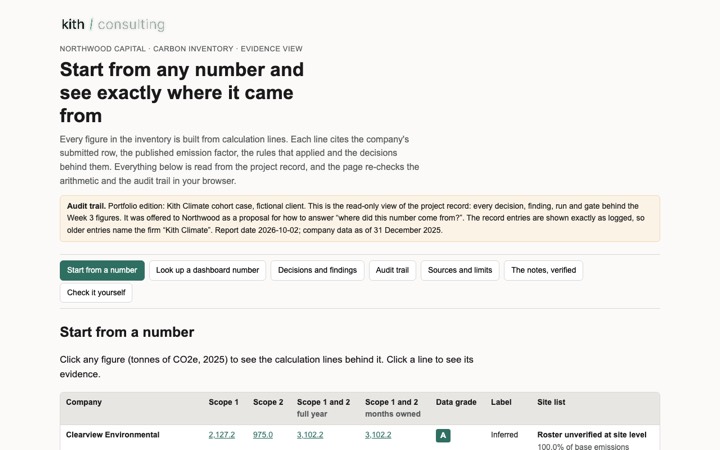 kith / consulting
NORTHWOOD CAPITAL · CARBON INVENTORY · EVIDENCE VIEW
Start from any number and
see exactly where it came
from
Every figure in the inventory is built from calculation lines. Each line cites the company's
submitted row, the published emission factor, the rules that applied and the decisions
behind them. Everything below is read from the project record, and the page re-checks the
arithmetic and the audit trail in your browser.
Audit trail. Portfolio edition: Kith Climate cohort case, fictional client. This is the read-only view of the project record: every decision, finding, run and gate behind the
Week 3 figures. It was offered to Northwood as a proposal for how to answer "where did this number come from?". The record entries are shown exactly as logged, so
older entries name the firm "Kith Climate". Report date 2026-10-02; company data as of 31 December 2025.
Start from a number Look up a dashboard number Decisions and findings Audit trail Sources and limits The notes, verified
Check it yourself
Start from a number
Click any figure (tonnes of CO2e, 2025) to see the calculation lines behind it. Click a line to see its
evidence.
Company Scope 1 Scope 2 Scope 1 and 2 Scope 1 and 2 Data grade Label Site list
full year months owned
Clearview Environmental 2,127.2 975.0 3,102.2 3,102.2 A Inferred Roster unverified at site level
100.0% of base emissions